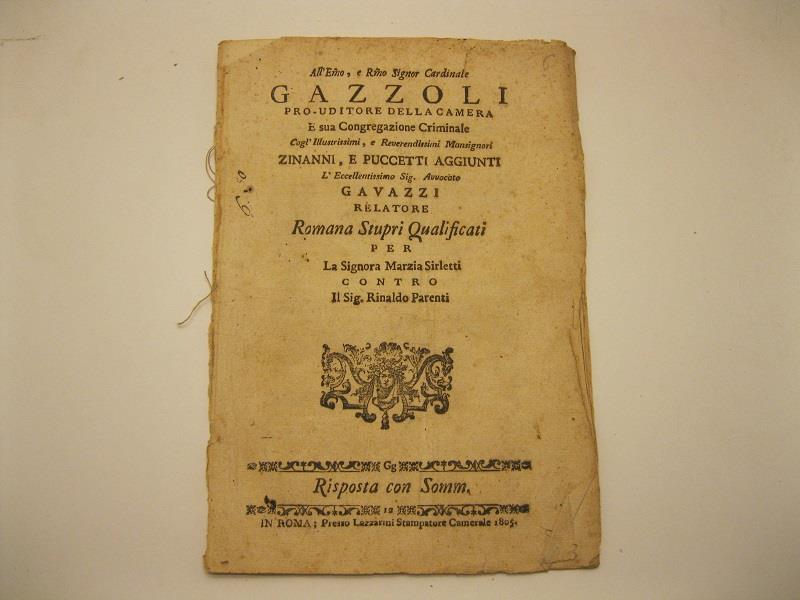 All'Emo, e Rmo Signor Cardinale
GAZZOLI
PRO-UDITORE DELLA CAMERA
E sua Congregazione Criminale
Cogl'Illustrissimi, e Reverendissimi Monsignori
ZINANNI, E PUCCETTI AGGIUNTI
L'Eccellentissimo Sig. Avvocato
GAVAZZI
RELATORE
Romana Stupri Qualificati
PER
La Signora Marzia Sirletti
CONTRO
Il Sig. Rinaldo Parenti
Gg
Risposta con Somm.
12
IN ROMA; Presso Lazzarini Stampatore Camerale 1805.